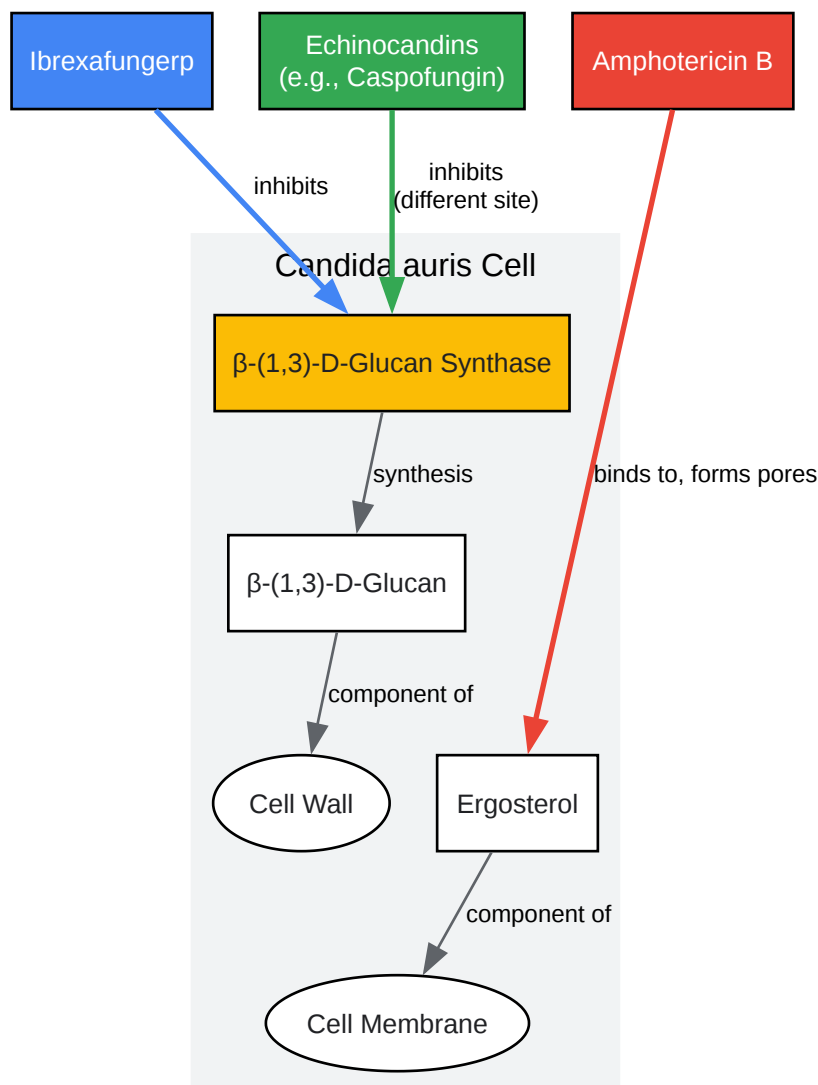 Ibrexafungerp
Echinocandins
(e.g., Caspofungin)
Amphotericin B
inhibits
inhibits
(different site)
Candida auris Cell
β-(1,3)-D-Glucan Synthase
synthesis
binds to, forms pores
β-(1,3)-D-Glucan
component of
Cell Wall
Ergosterol
component of
Cell Membrane